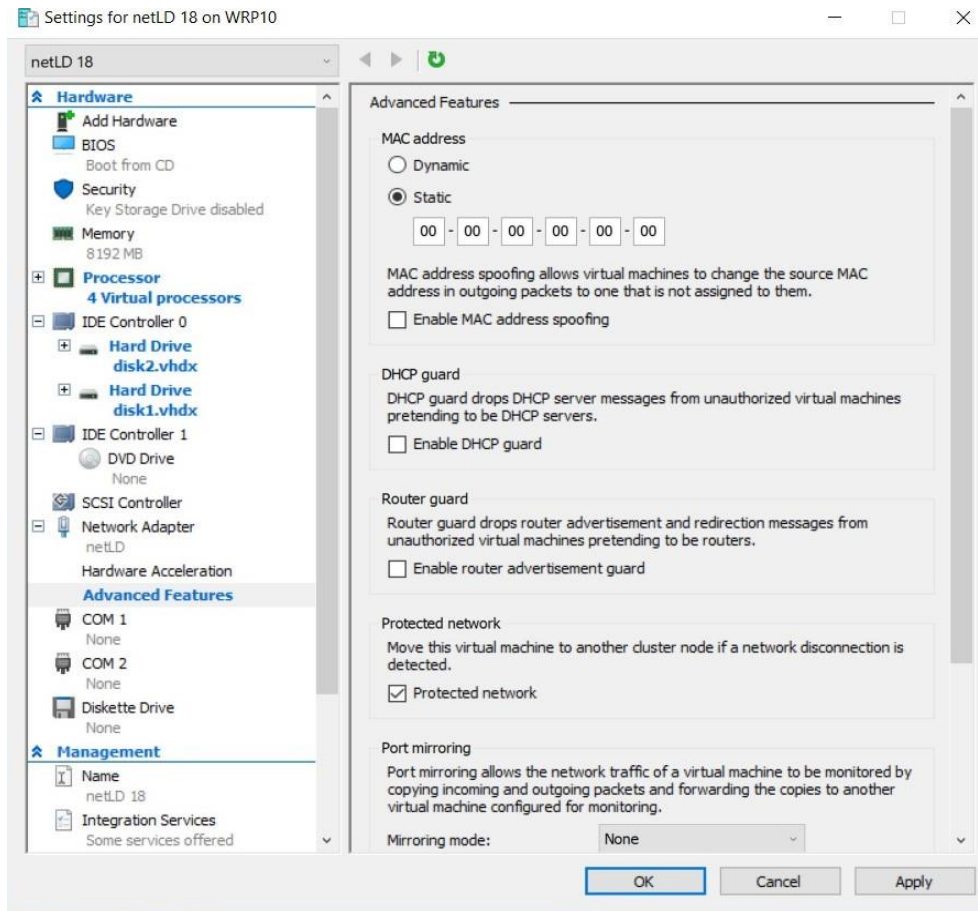 Settings for netLD 18 on WRP10
netLD 18
Hardware
Add Hardware
BIOS
Boot from CD
Security
Key Storage Drive disabled
Memory
8192 MB
Processor
4 Virtual processors
IDE Controller 0
Hard Drive
disk2.vhdx
Hard Drive
disk1.vhdx
IDE Controller 1
DVD Drive
None
SCSI Controller
Network Adapter
netLD
Hardware Acceleration
Advanced Features
COM 1
None
COM 2
None
Diskette Drive
None
Management
Name
netLD 18
Integration Services
Some services offered
Advanced Features
MAC address
Dynamic
Static
00 - 00 - 00 - 00 - 00 - 00
MAC address spoofing allows virtual machines to change the source MAC
address in outgoing packets to one that is not assigned to them.
Enable MAC address spoofing
DHCP guard
DHCP guard drops DHCP server messages from unauthorized virtual machines
pretending to be DHCP servers.
Enable DHCP guard
Router guard
Router guard drops router advertisement and redirection messages from
unauthorized virtual machines pretending to be routers.
Enable router advertisement guard
Protected network
Move this virtual machine to another cluster node if a network disconnection is
detected.
Protected network
Port mirroring
Port mirroring allows the network traffic of a virtual machine to be monitored by
copying incoming and outgoing packets and forwarding the copies to another
virtual machine configured for monitoring.
Mirroring mode: None
OK Cancel Apply